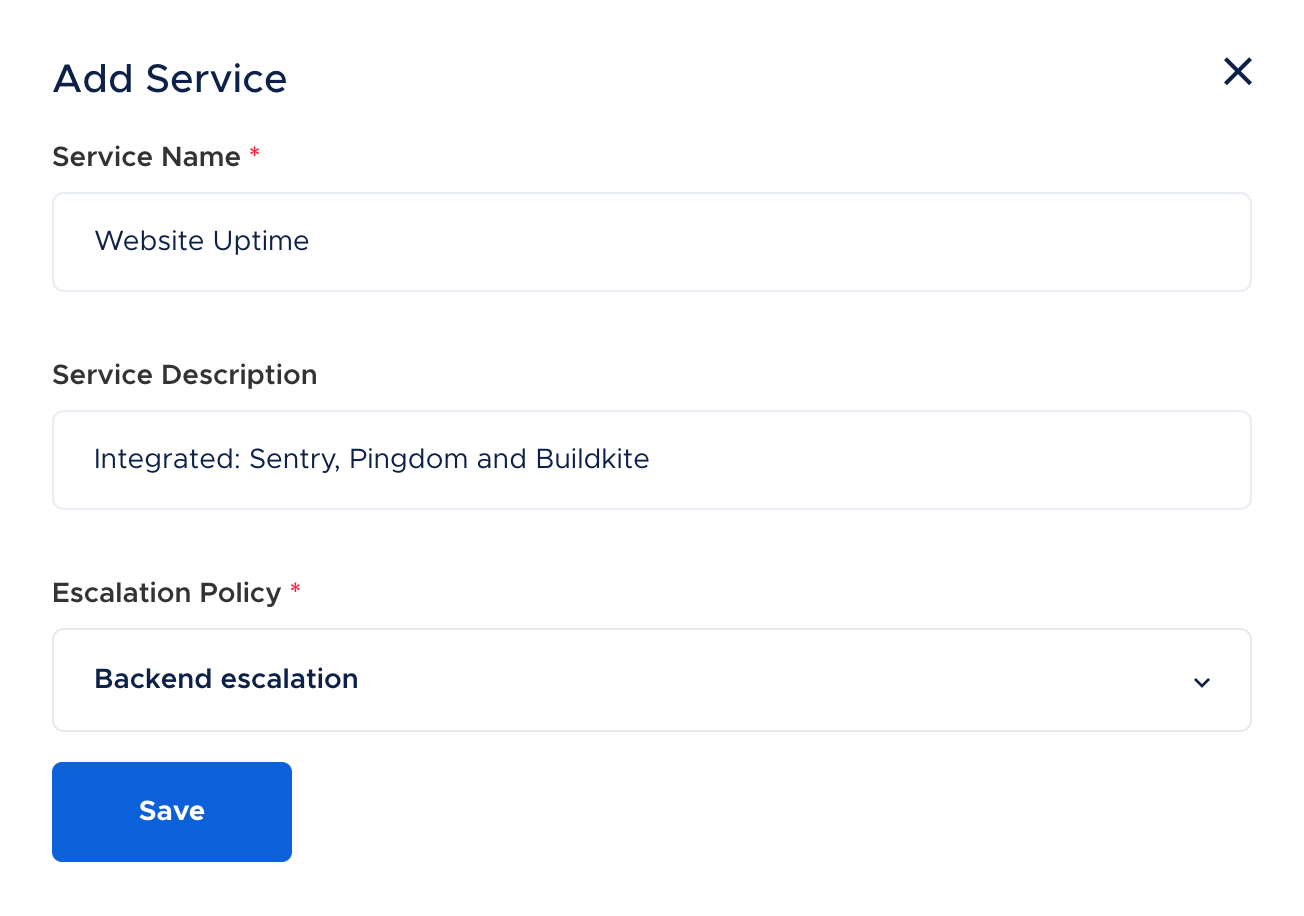 Add Service
Service Name *
Website Uptime
Service Description
Integrated: Sentry, Pingdom and Buildkite
Escalation Policy *
Backend escalation
Save